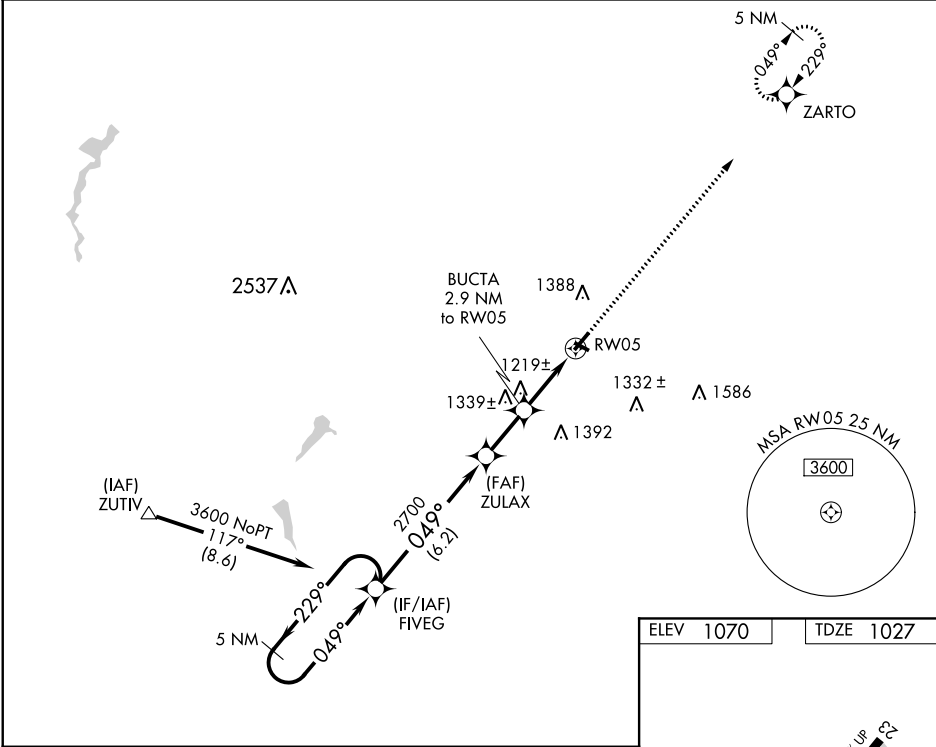 5 NM
049°
229°
ZARTO
2537
BUCTA
2.9 NM
to RW05
1388
RW05
1219±
1339±
1332 ±
1586
1392
MSA RW05 25 NM
3600
(FAF)
ZULAX
(IAF)
ZUTIV
3600 NoPT
117°
(8.6)
2700
049°
(6.2)
229°
049°
5 NM
(IF/IAF)
FIVEG
ELEV 1070
TDZE 1027
UP
23